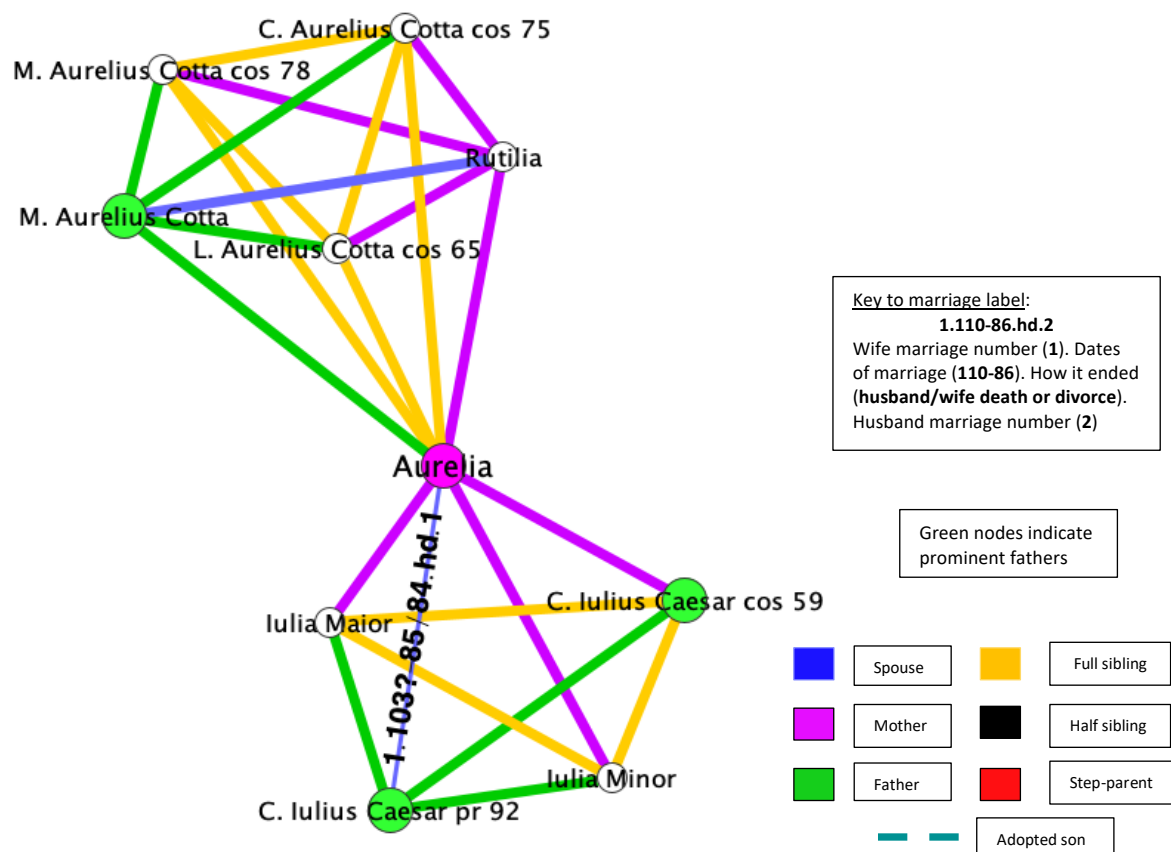 C. Aurelius Cotta cos 75
M. Aurelius Cotta cos 78
Rutilia
M. Aurelius Cotta
L. Aurelius Cotta cos 65
Aurelia
1.103?-85/84.hd.1
Iulia Maior
C. Iulius Caesar cos 59
Iulia Minor
C. Iulius Caesar pr 92
Key to marriage label:
1.110-86.hd.2
Wife marriage number (1). Dates
of marriage (110-86). How it ended
(husband/wife death or divorce).
Husband marriage number (2)
Green nodes indicate
prominent fathers
Spouse
Full sibling
Mother
Half sibling
Father
Step-parent
Adopted son